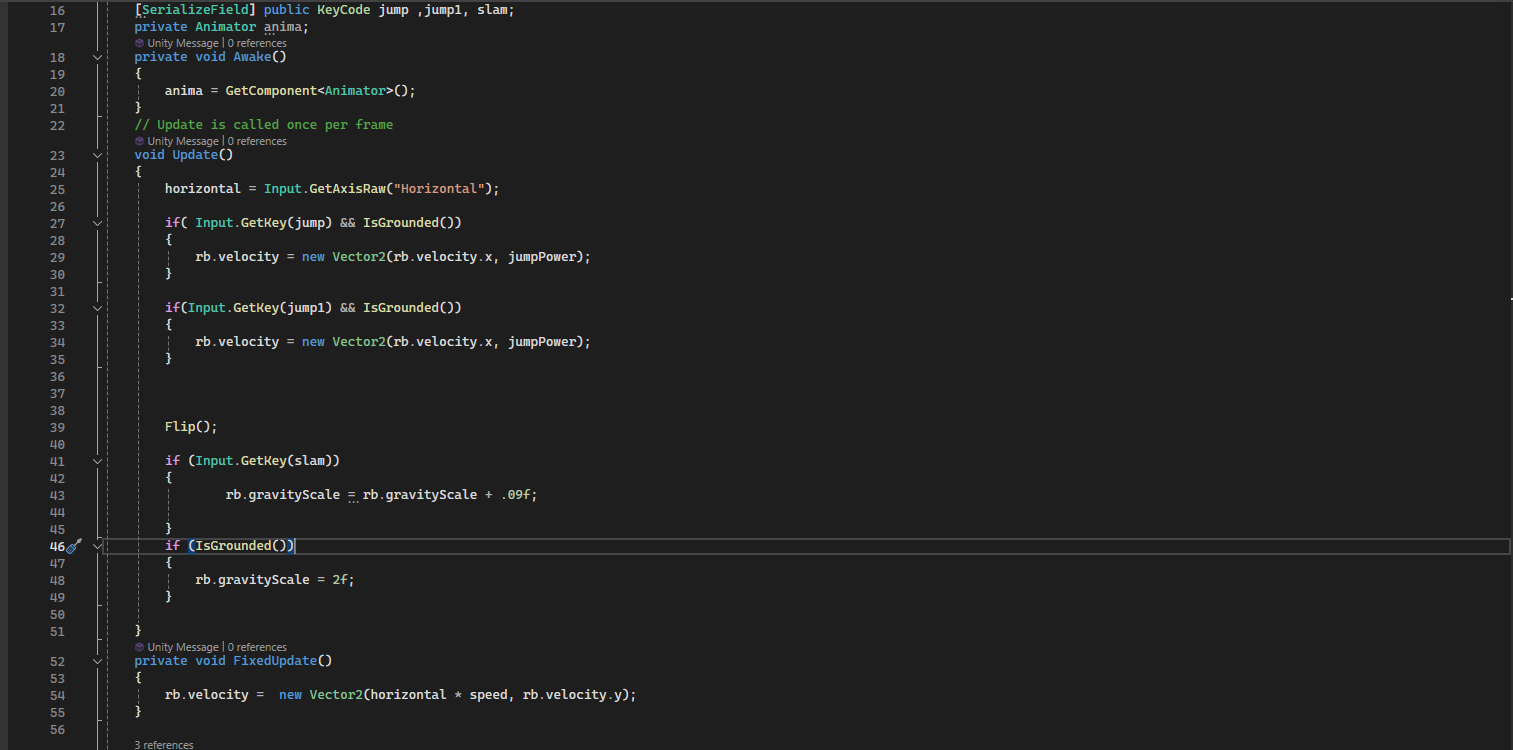 16 [SerializeField] public KeyCode jump ,jump1, slam;
17 private Animator anima;
Unity Message | 0 references
18 private void Awake()
19 {
20 anima = GetComponent<Animator>();
21 }
22 // Update is called once per frame
Unity Message | 0 references
23 void Update()
24 {
25 horizontal = Input.GetAxisRaw("Horizontal");
26
27 if( Input.GetKey(jump) && IsGrounded())
28 {
29 rb.velocity = new Vector2(rb.velocity.x, jumpPower);
30 }
31
32 if(Input.GetKey(jump1) && IsGrounded())
33 {
34 rb.velocity = new Vector2(rb.velocity.x, jumpPower);
35 }
36
37
38
39 Flip();
40
41 if (Input.GetKey(slam))
42 {
43 rb.gravityScale = rb.gravityScale + .09f;
44
45 }
46 if (IsGrounded())
47 {
48 rb.gravityScale = 2f;
49 }
50
51 }
Unity Message | 0 references
52 private void FixedUpdate()
53 {
54 rb.velocity =  new Vector2(horizontal * speed, rb.velocity.y);
55 }
56
3 references